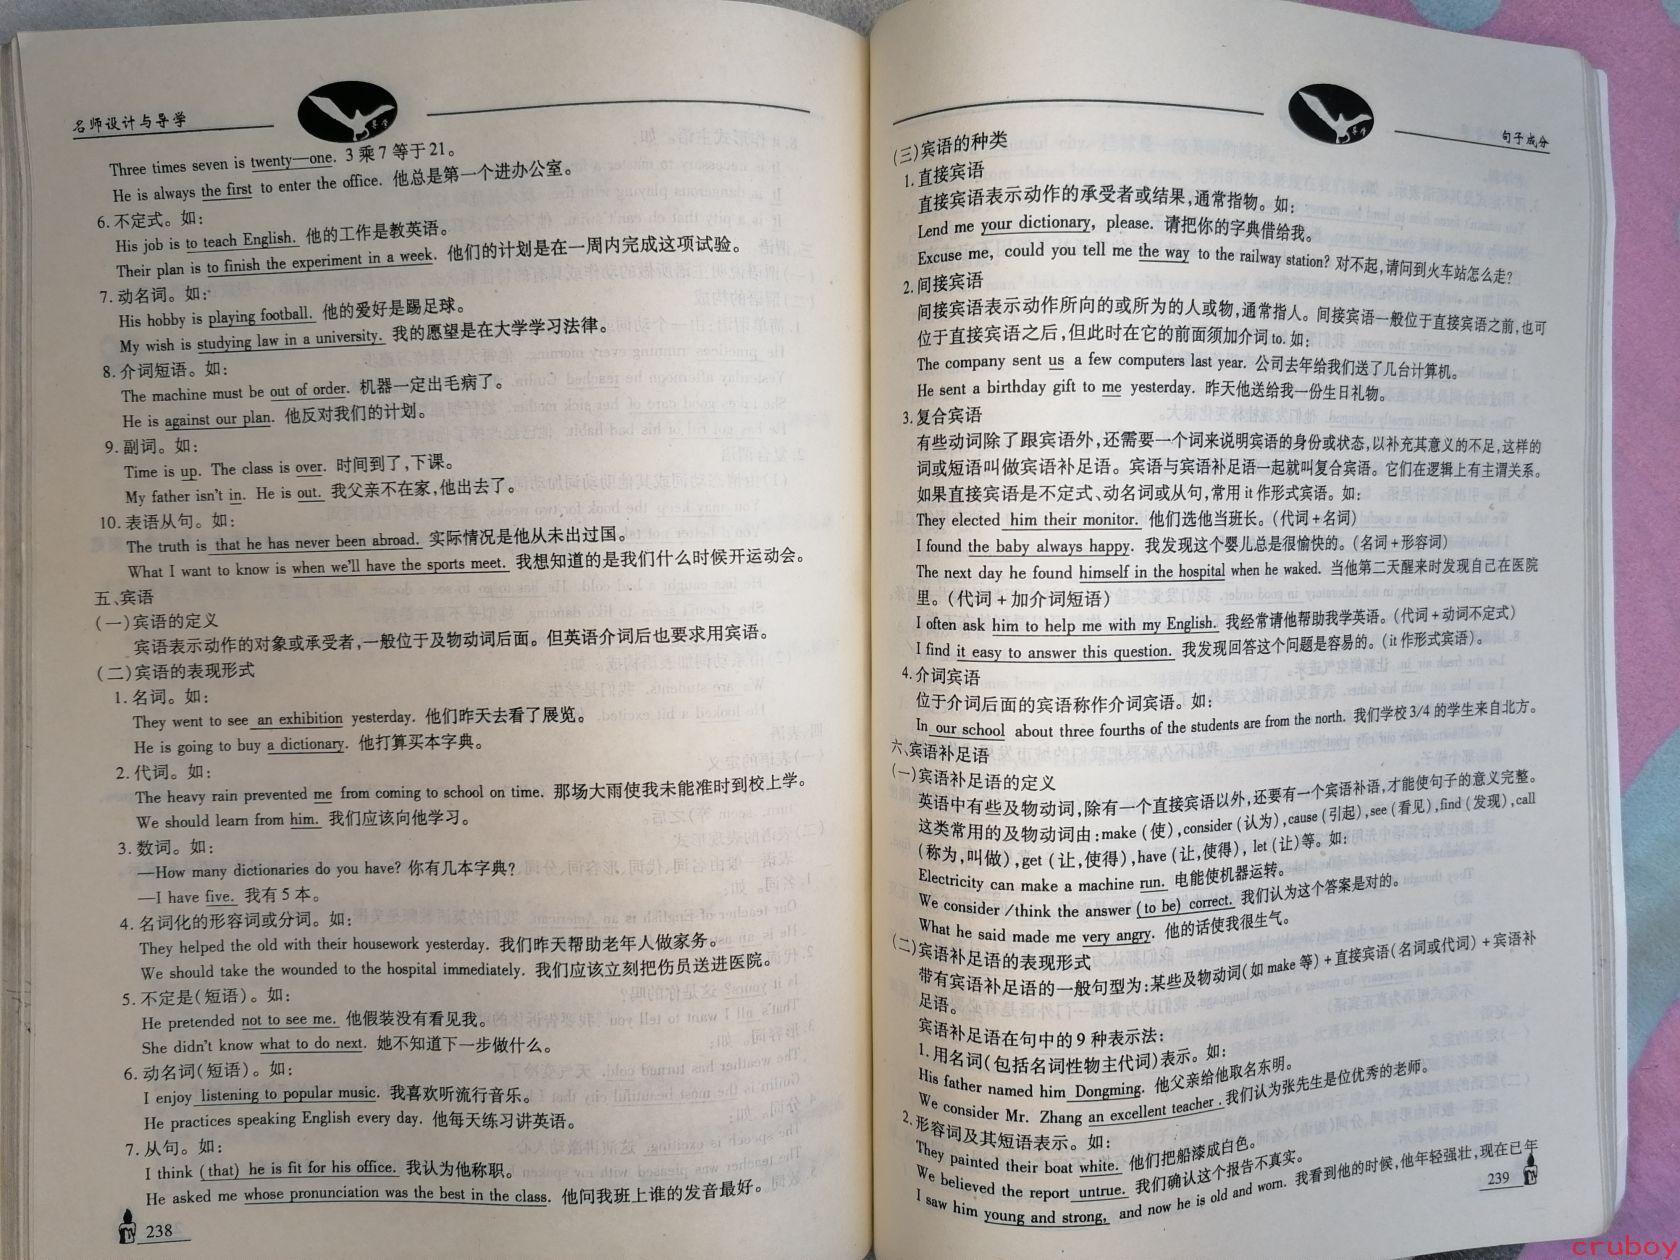 名师设计与导学
Three times seven is twenty—one. 3乘7等于21。
He is always the first to enter the office. 他总是第一个进办公室。
6.不定式。如:
His job is to teach English. 他的工作是教英语。
Their plan is to finish the experiment in a week. 他们的计划是在一周内完成这项试验。
7.动名词。如:
His hobby is playing football. 他的爱好是踢足球。
My wish is studying law in a university. 我的愿望是在大学学习法律。
8.介词短语。如:
The machine must be out of order. 机器一定出毛病了。
He is against our plan. 他反对我们的计划。
9.副词。如:
Time is up. The class is over. 时间到了,下课。
My father isn't in. He is out. 我父亲不在家,他出去了。
10.表语从句。如:
The truth is that he has never been abroad. 实际情况是他从未出过国。
What I want to know is when we'll have the sports meet. 我想知道的是我们什么时候开运动会。
五、宾语
(一)宾语的定义
宾语表示动作的对象或承受者,一般位于及物动词后面。但英语介词后也要求用宾语。
(二)宾语的表现形式
1.名词。如:
They went to see an exhibition yesterday. 他们昨天去看了展览。
He is going to buy a dictionary. 他打算买本字典。
2.代词。如:
The heavy rain prevented me from coming to school on time. 那场大雨使我未能准时到校上学。
We should learn from him. 我们应该向他学习。
3.数词。如:
—How many dictionaries do you have? 你有几本字典?
—I have five. 我有5本。
4.名词化的形容词或分词。如:
They helped the old with their housework yesterday. 我们昨天帮助老年人做家务。
We should take the wounded to the hospital immediately. 我们应该立刻把伤员送进医院。
5.不定是(短语)。如:
He pretended not to see me. 他假装没有看见我。
She didn't know what to do next. 她不知道下一步做什么。
6.动名词(短语)。如:
I enjoy listening to popular music. 我喜欢听流行音乐。
He practices speaking English every day. 他每天练习讲英语。
7.从句。如:
I think (that) he is fit for his office. 我认为他称职。
He asked me whose pronunciation was the best in the class. 他问我班上谁的发音最好。
238
句子成分
(三)宾语的种类
1.直接宾语
直接宾语表示动作的承受者或结果,通常指物。如:
Lend me your dictionary, please. 请把你的字典借给我。
Excuse me, could you tell me the way to the railway station? 对不起,请问到火车站怎么走?
2.间接宾语
间接宾语表示动作所向的或所为的人或物,通常指人。间接宾语一般位于直接宾语之前,也可
位于直接宾语之后,但此时在它的前面须加介词to.如:
The company sent us a few computers last year. 公司去年给我们送了几台计算机。
He sent a birthday gift to me yesterday. 昨天他送给我一份生日礼物。
3.复合宾语
有些动词除了跟宾语外,还需要一个词来说明宾语的身份或状态,以补充其意义的不足,这样的
词或短语叫做宾语补足语。宾语与宾语补足语一起就叫复合宾语。它们在逻辑上有主谓关系。
如果直接宾语是不定式、动名词或从句,常用it作形式宾语。如:
They elected him their monitor. 他们选他当班长。(代词+名词)
I found the baby always happy. 我发现这个婴儿总是很愉快的。(名词+形容词)
The next day he found himself in the hospital when he waked. 当他第二天醒来时发现自己在医院
里。(代词+加介词短语)
I often ask him to help me with my English. 我经常请他帮助我学英语。(代词+动词不定式)
I find it easy to answer this question. 我发现回答这个问题是容易的。(it作形式宾语)。
4.介词宾语
位于介词后面的宾语称作介词宾语。如:
In our school about three fourths of the students are from the north. 我们学校3/4的学生来自北方。
六、宾语补足语
(一)宾语补足语的定义
英语中有些及物动词,除有一个直接宾语以外,还要有一个宾语补语,才能使句子的意义完整。
这类常用的及物动词由:make(使),consider(认为),cause(引起),see(看见),find(发现),call
(称为,叫做),get(让,使得),have(让,使得),let(让)等。如:
Electricity can make a machine run. 电能使机器运转。
We consider/think the answer (to be) correct. 我们认为这个答案是对的。
What he said made me very angry. 他的话使我很生气。
(二)宾语补足语的表现形式
带有宾语补足语的一般句型为:某些及物动词(如make等)+直接宾语(名词或代词)+宾语补
足语。
宾语补足语在句中的9种表示法:
1.用名词(包括名词性物主代词)表示。如:
His father named him Dongming. 他父亲给他取名东明。
We consider Mr. Zhang an excellent teacher.我们认为张先生是位优秀的老师。
2.形容词及其短语表示。如:
They painted their boat white. 他们把船漆成白色。
We believed the report untrue. 我们确认这个报告不真实。
I saw him young and strong, and now he is old and worn. 我看到他的时候,他年轻强壮,现在已年
239
cruboy